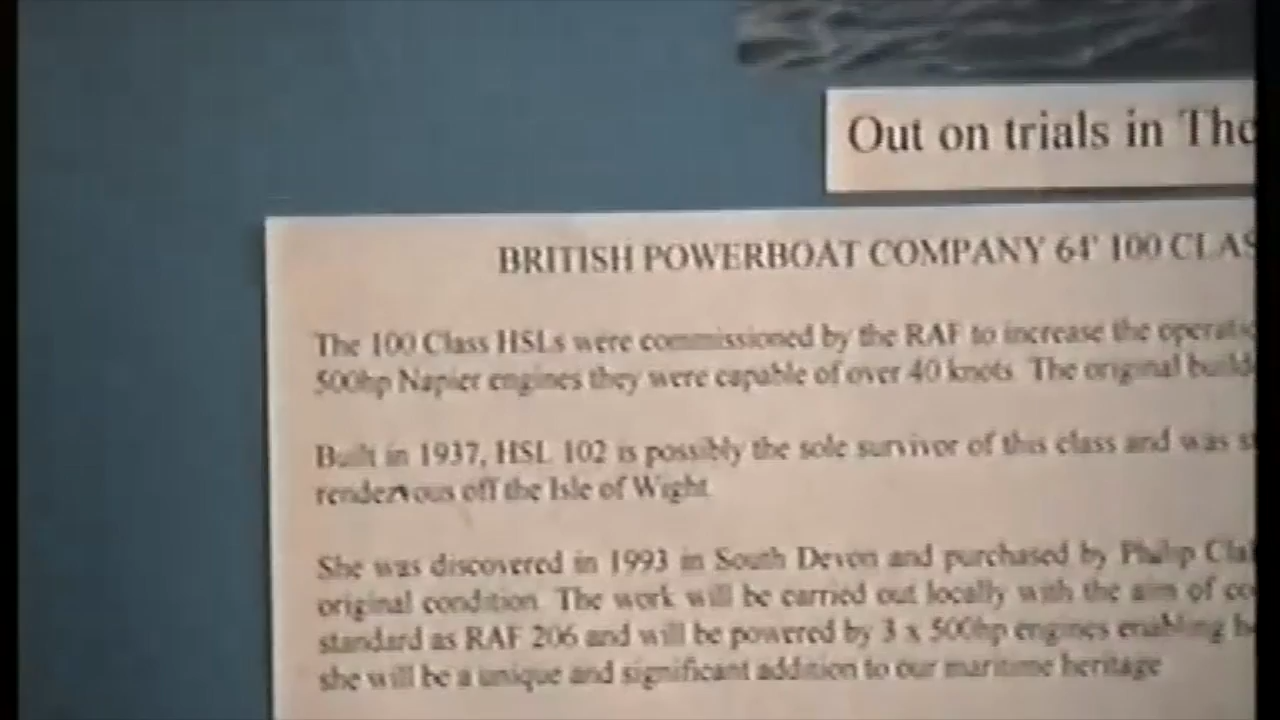 Out on trials in The
BRITISH POWERBOAT COMPANY 64' 100 CLAS
The 100 Class HSLs were commissioned by the RAF to increase the operatio
500hp Napier engines they were capable of over 40 knots The original build
Built in 1937, HSL 102 is possibly the sole survivor of this class and was s
rendezvous off the Isle of Wight
She was discovered in 1993 in South Devon and purchased by Philip Cla
original condition. The work will be carried out locally with the aim of co
standard as RAF 206 and will be powered by 3 x 500hp engines enabling h
she will be a unique and significant addition to our maritime heritage